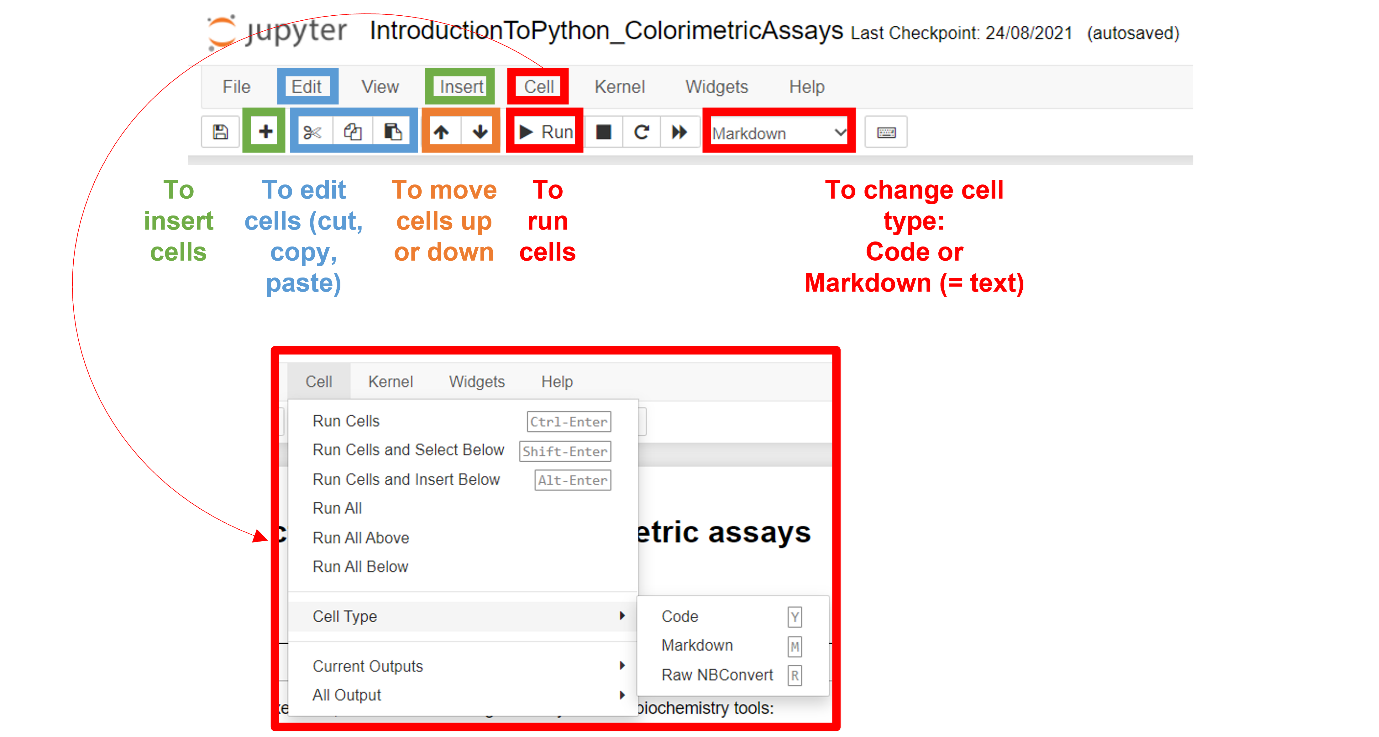 jupyter IntroductionToPython_ColorimetricAssays Last Checkpoint: 24/08/2021 (autosaved)
File Edit View Insert Cell Kernel Widgets Help
Run Markdown
To insert cells
To edit cells (cut, copy, paste)
To move cells up or down
To run cells
To change cell type:
Code or
Markdown (= text)
Cell Kernel Widgets Help
Run Cells Ctrl-Enter
Run Cells and Select Below Shift-Enter
Run Cells and Insert Below Alt-Enter
Run All
Run All Above
Run All Below
etric assays
Cell Type
Code Y
Markdown M
Raw NBConvert R
Current Outputs
All Output
biochemistry tools: